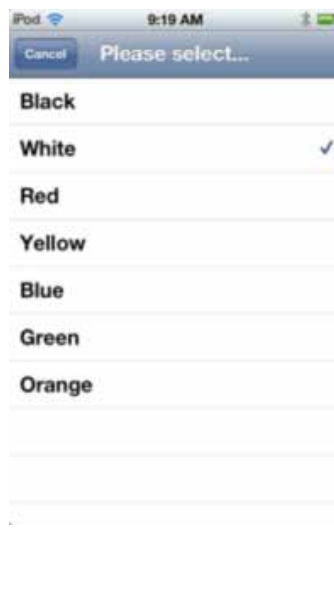 iPod 9:19 AM
Cancel Please select...
Black
White
Red
Yellow
Blue
Green
Orange